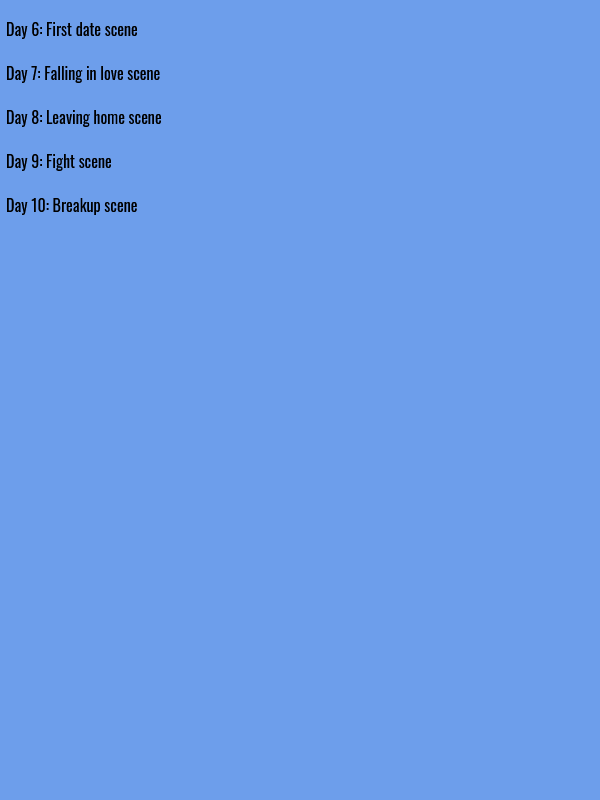 Day 6: First date scene
Day 7: Falling in love scene
Day 8: Leaving home scene
Day 9: Fight scene
Day 10: Breakup scene